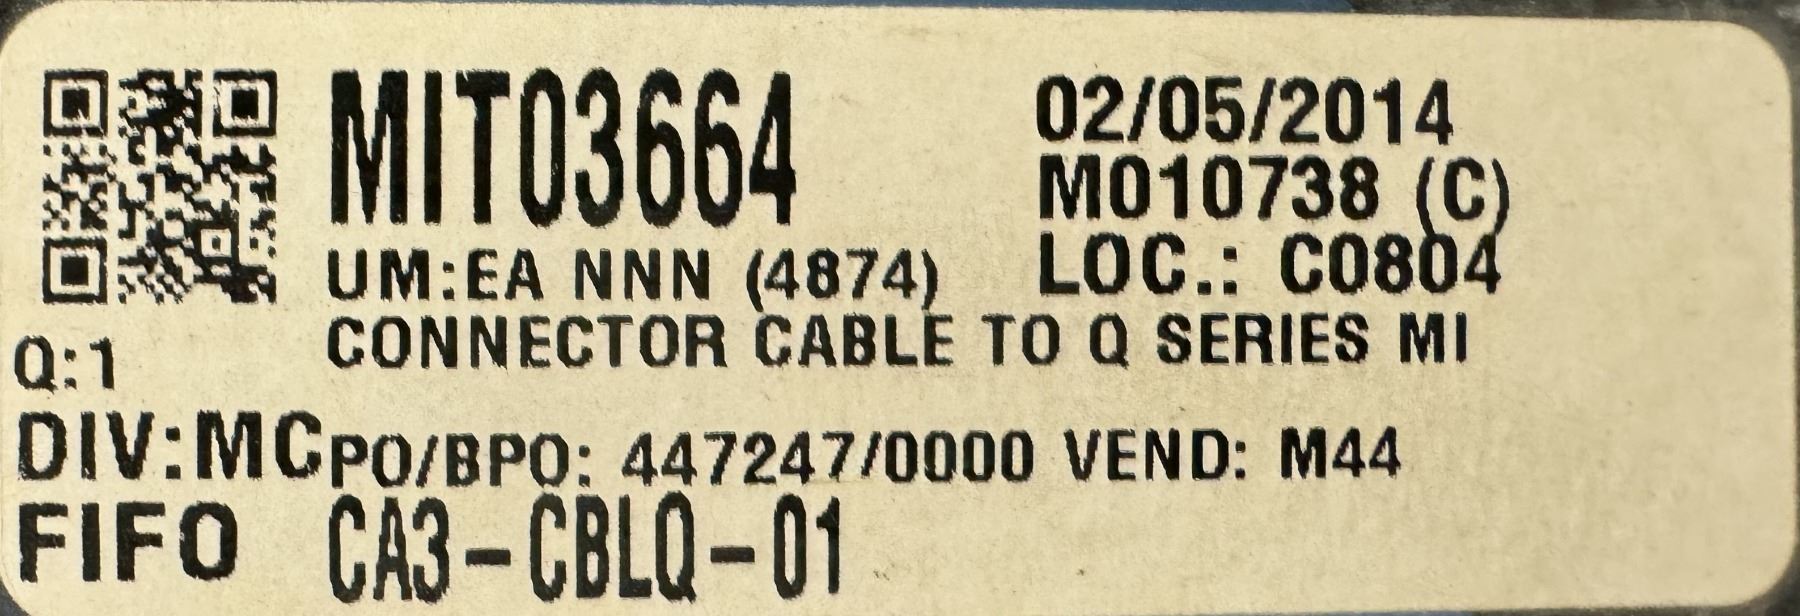 MIT03664
02/05/2014
M010738 (C)
LOC.: C0804
UM:EA NNN (4874)
CONNECTOR CABLE TO Q SERIES MI
Q:1
DIV:MC
PO/BPO: 447247/0000 VEND: M44
FIFO
CA3-CBLQ-01